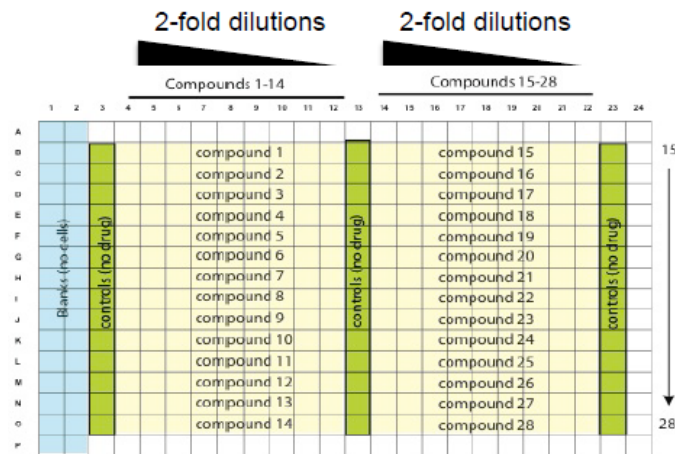 2-fold dilutions 2-fold dilutions
Compounds 1-14 Compounds 15-28
1 2 3 4 5 6 7 8 9 10 11 12 13 14 15 16 17 18 19 20 21 22 23 24
A
B compound 1 compound 15 15
C compound 2 compound 16
D compound 3 compound 17
E compound 4 compound 18
F compound 5 compound 19
G compound 6 compound 20
H compound 7 compound 21
I compound 8 compound 22
J compound 9 compound 23
K compound 10 compound 24
L compound 11 compound 25
M compound 12 compound 26
N compound 13 compound 27
O compound 14 compound 28 28
P
Blanks (no cells)
controls (no drug)
controls (no drug)
controls (no drug)